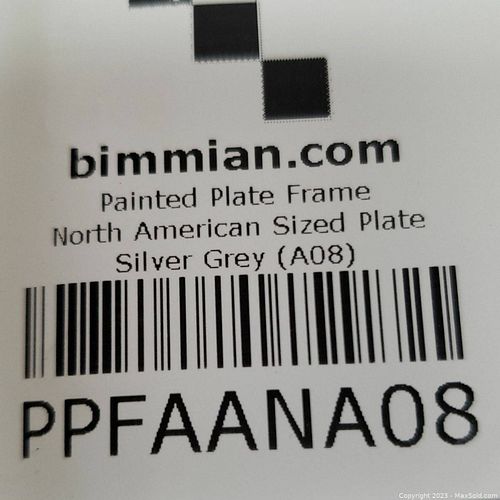 bimmian.com
Painted Plate Frame
North American Sized Plate
Silver Grey (A08)
PPFAANA08
Copyright 2023 - MaxSold.com